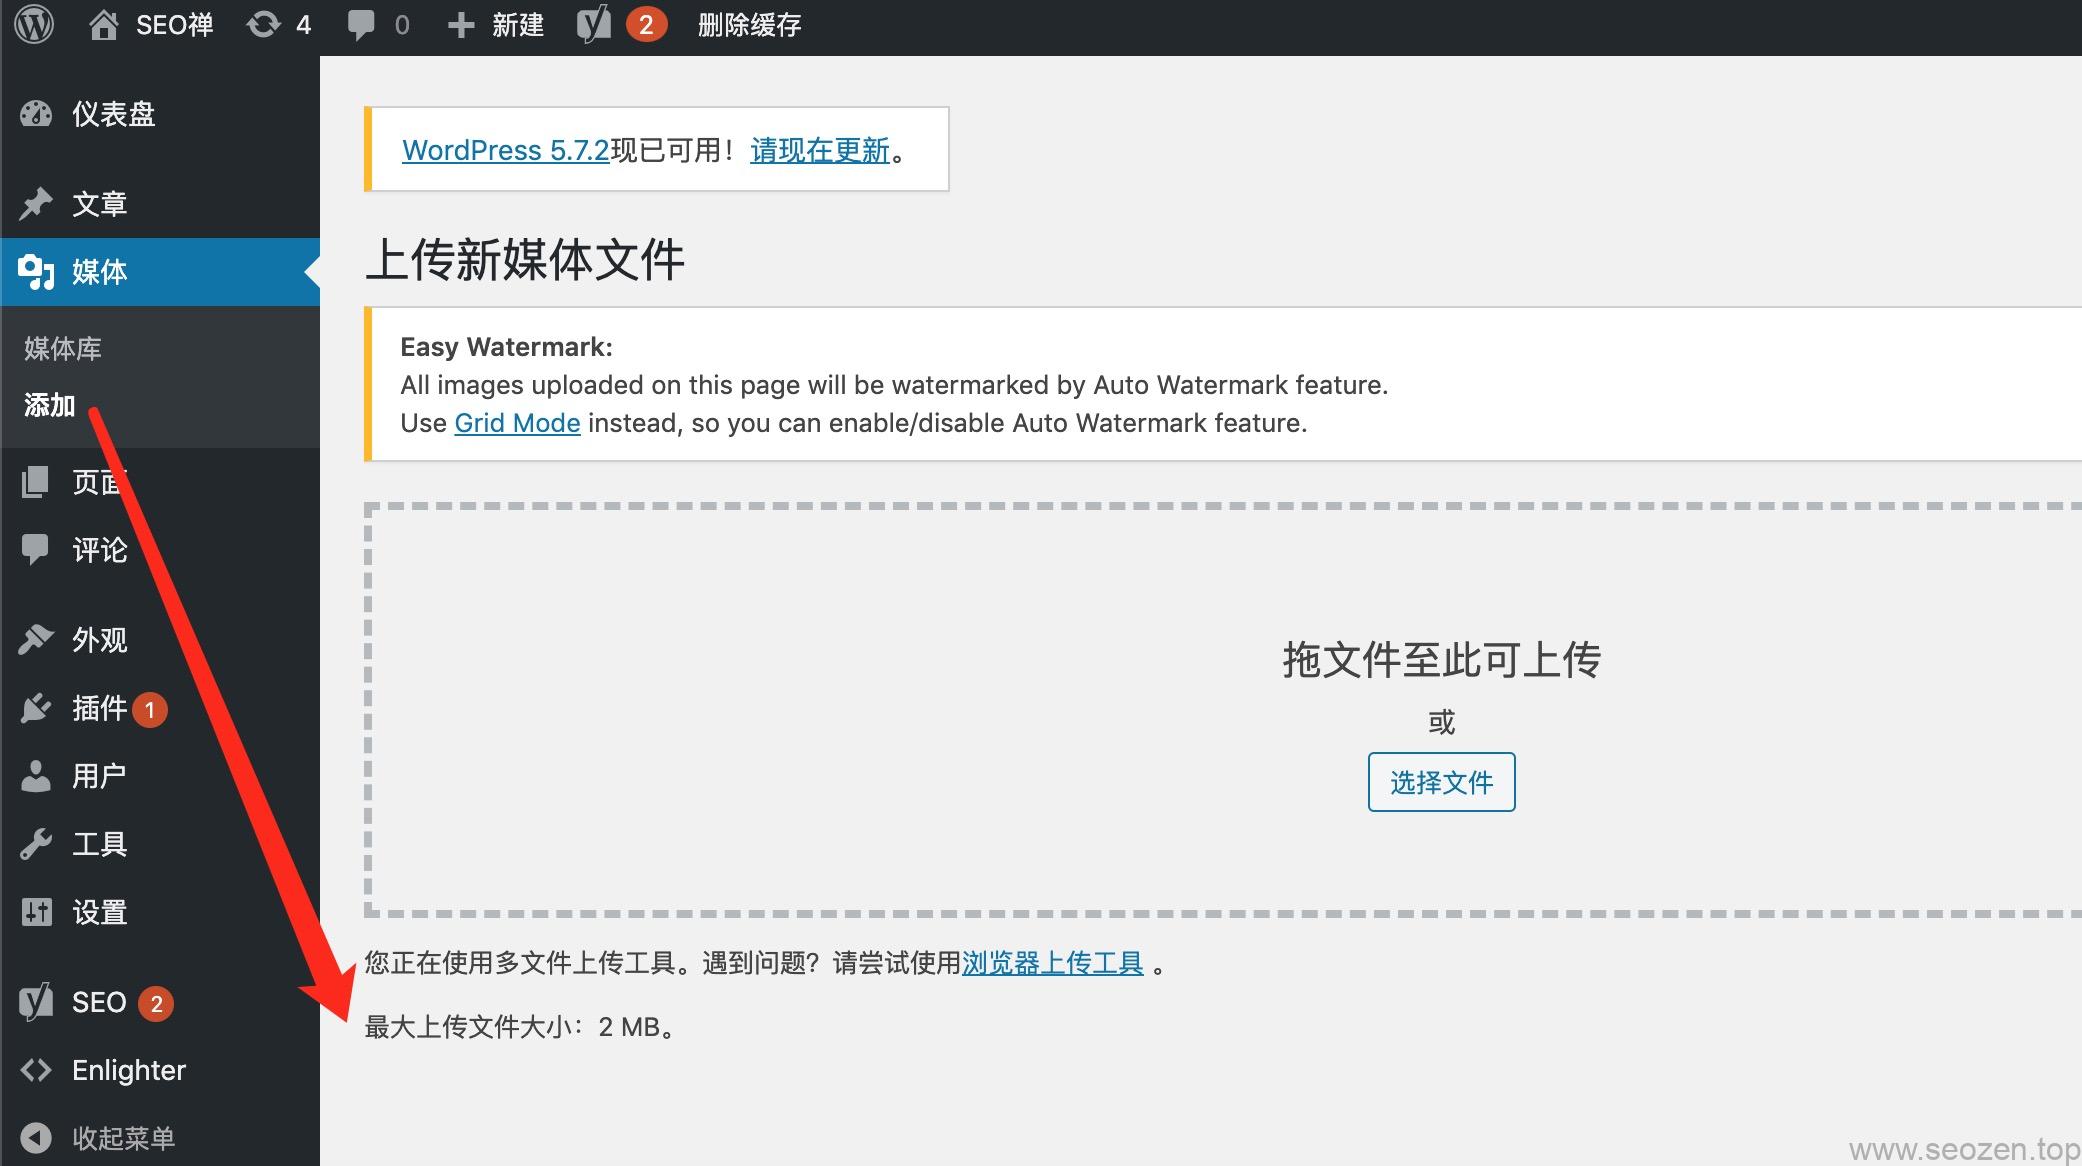 SEO禅 4 0 新建 2 删除缓存
仪表盘
文章
媒体
媒体库
添加
页面
评论
外观
插件 1
用户
工具
设置
SEO 2
Enlighter
收起菜单
WordPress 5.7.2现已可用！请现在更新。
上传新媒体文件
Easy Watermark:
All images uploaded on this page will be watermarked by Auto Watermark feature.
Use Grid Mode instead, so you can enable/disable Auto Watermark feature.
拖文件至此可上传
或
选择文件
您正在使用多文件上传工具。遇到问题？请尝试使用浏览器上传工具 。
最大上传文件大小：2 MB。
www.seozen.top